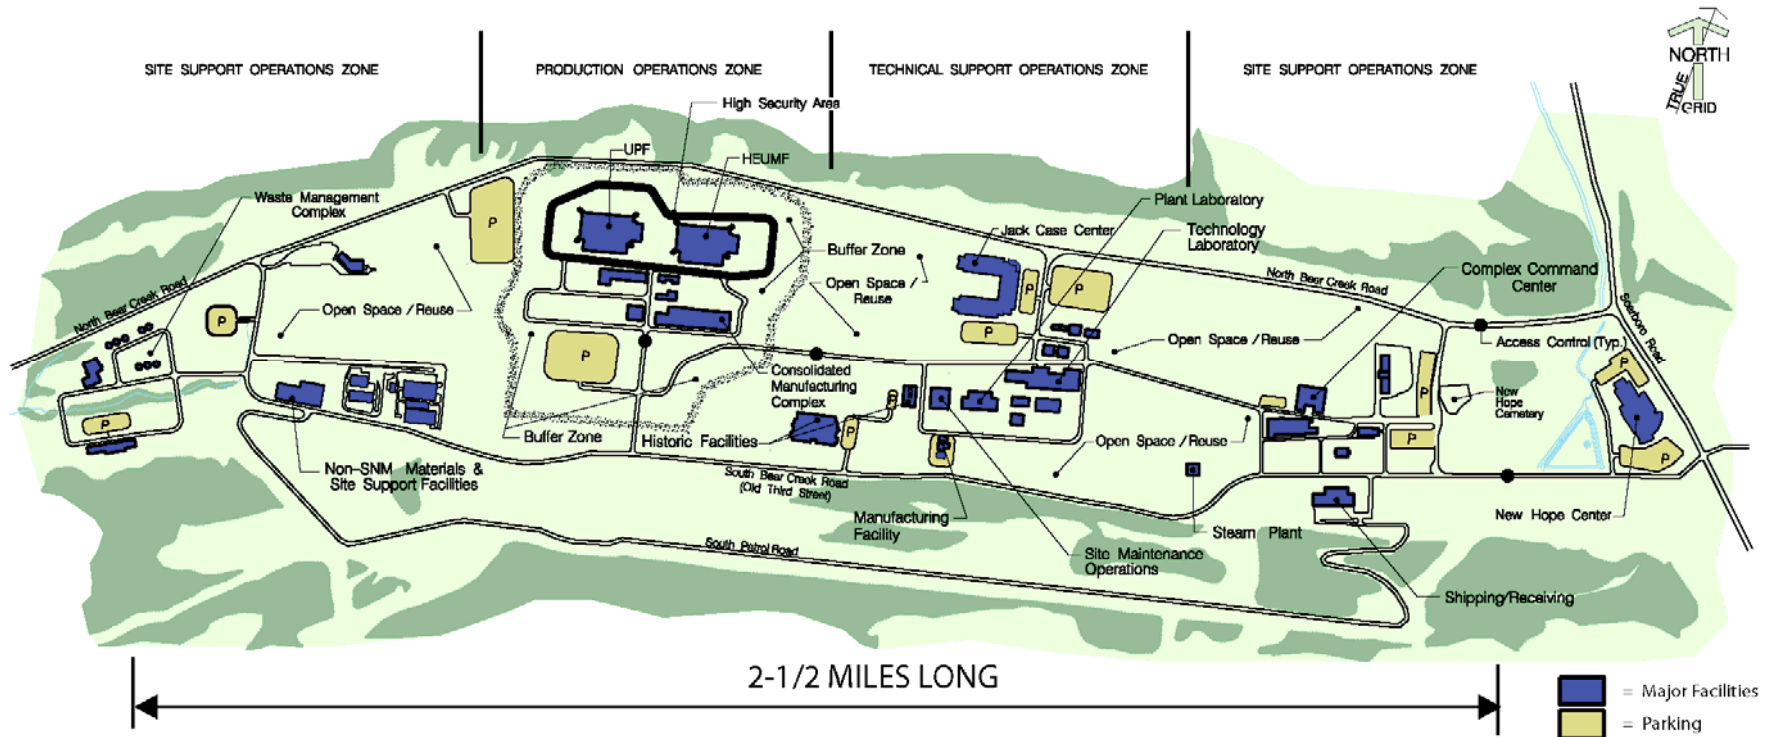 SITE SUPPORT OPERATIONS ZONE
PRODUCTION OPERATIONS ZONE
TECHNICAL SUPPORT OPERATIONS ZONE
SITE SUPPORT OPERATIONS ZONE
NORTH
TRUE
GRID
High Security Area
UPF
HEUMF
Waste Management
Complex
P
Plant Laboratory
Jack Case Center
Technology
Laboratory
Buffer Zone
Open Space /
Reuse
P
P
North Bear Creek Road
Complex Command
Center
North Bear Creek Road
Open Space /Reuse
P
P
Open Space /Reuse
Access Control (Typ.)
Scarboro Road
P
P
Consolidated
Manufacturing
Complex
P
P
New
Hope
Cemetery
P
P
Buffer Zone
Historic Facilities
P
P
Open Space /Reuse
P
P
Non-SNM Materials &
Site Support Facilities
South Bear Creek Road
(Old Third Street)
Manufacturing
Facility
Steam Plant
New Hope Center
South Patrol Road
Site Maintenance
Operations
Shipping/Receiving
2-1/2 MILES LONG
= Major Facilities
= Parking